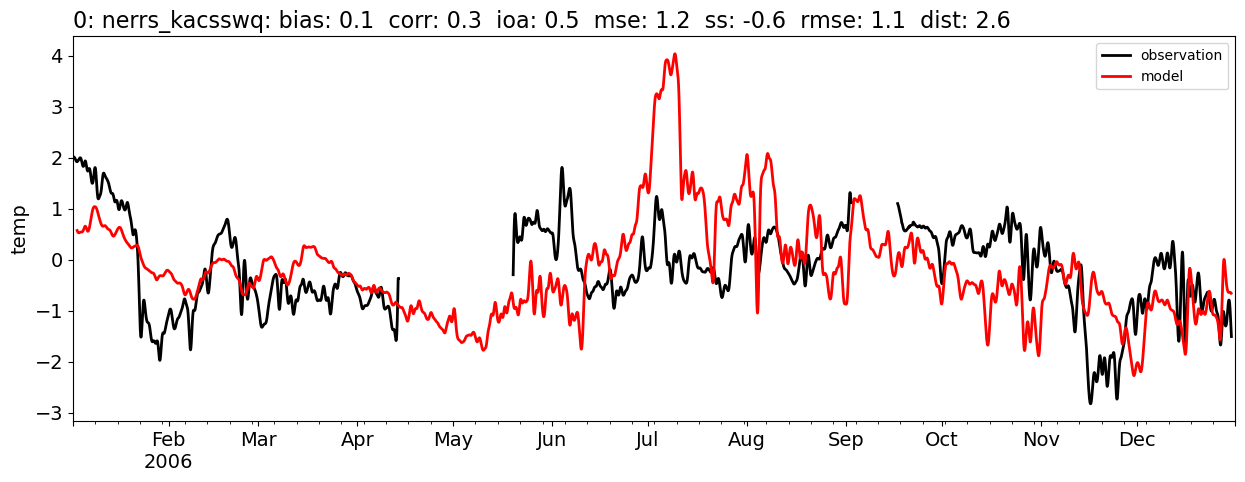 0: nerrs_kacsswq: bias: 0.1  corr: 0.3  ioa: 0.5  mse: 1.2  ss: -0.6  rmse: 1.1  dist: 2.6
observation
model
4
3
2
1
0
−1
−2
−3
temp
Feb Mar Apr May Jun Jul Aug Sep Oct Nov Dec
2006